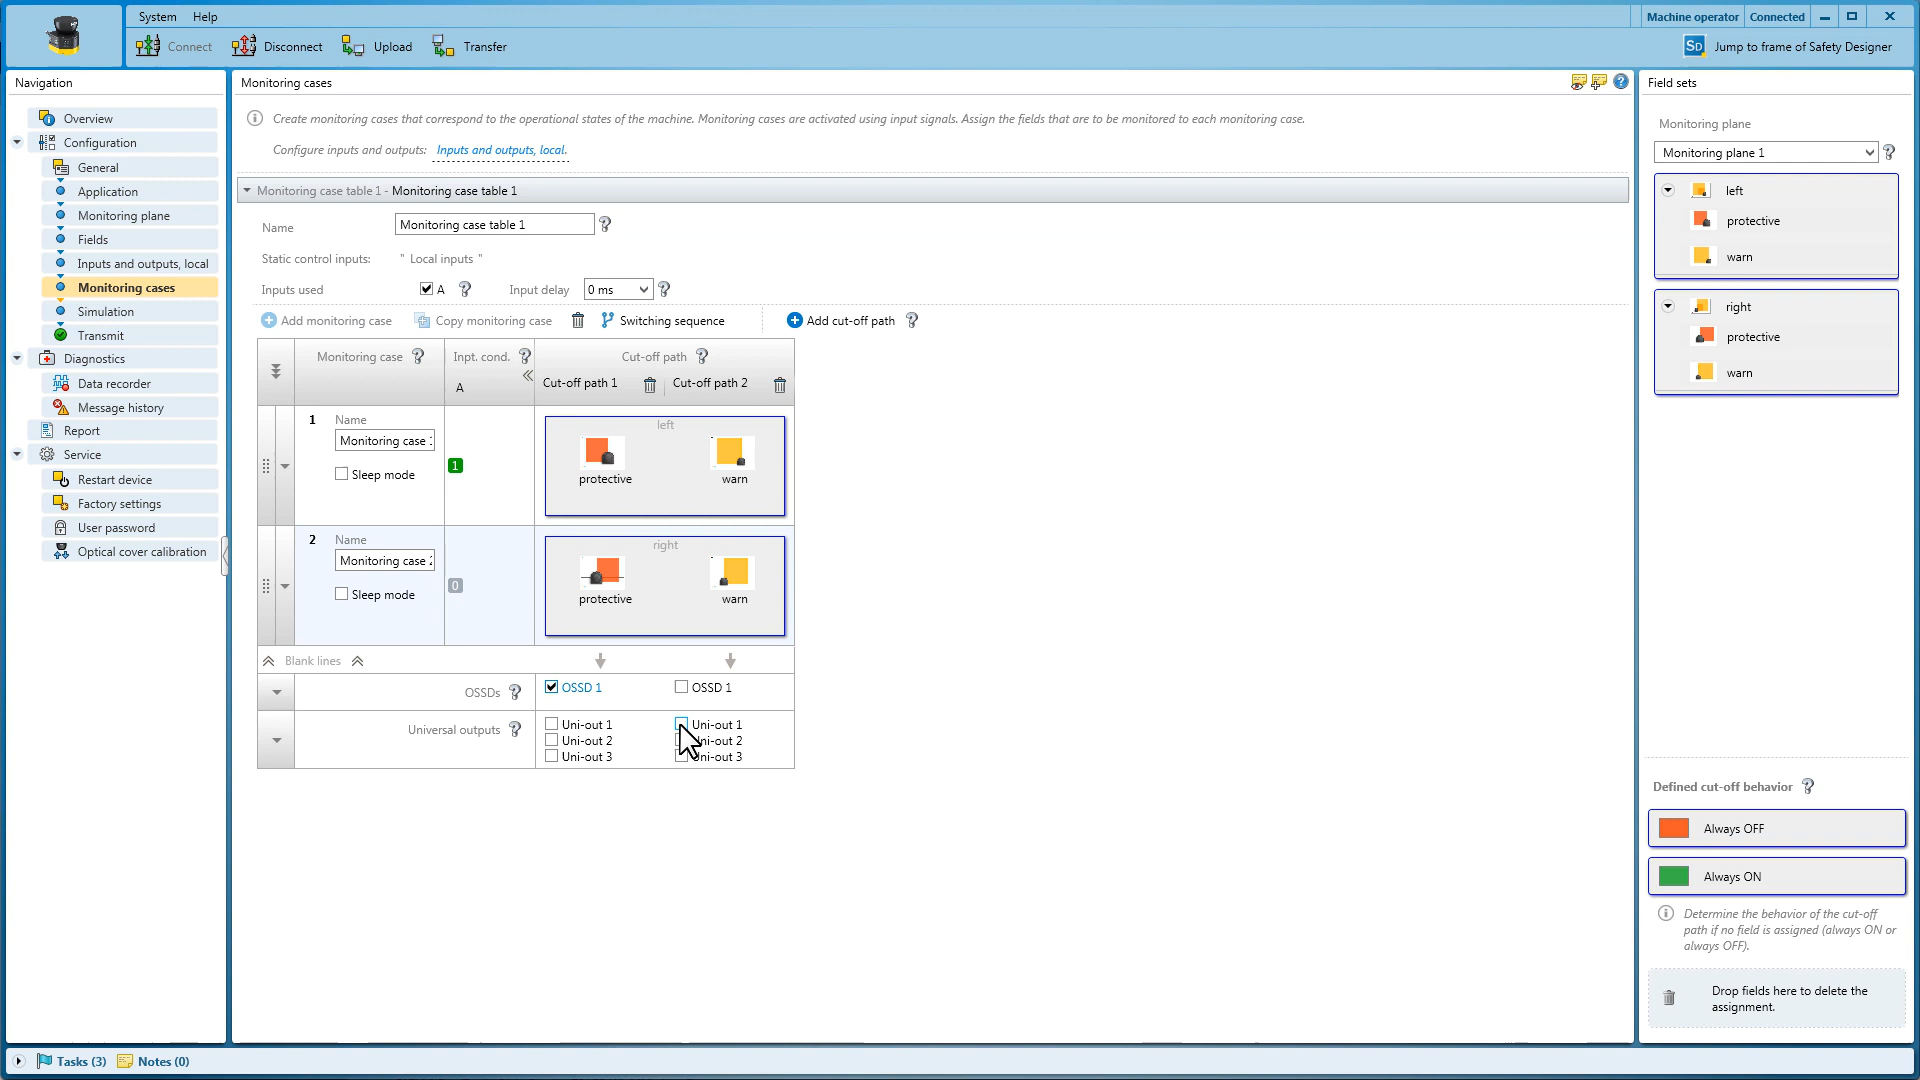 System Help
Machine operator Connected
Connect Disconnect Upload Transfer
SD Jump to frame of Safety Designer
Navigation
Overview
Configuration
General
Application
Monitoring plane
Fields
Inputs and outputs, local
Monitoring cases
Simulation
Transmit
Diagnostics
Data recorder
Message history
Report
Service
Restart device
Factory settings
User password
Optical cover calibration
Monitoring cases
Create monitoring cases that correspond to the operational states of the machine. Monitoring cases are activated using input signals. Assign the fields that are to be monitored to each monitoring case.
Configure inputs and outputs: Inputs and outputs, local.
Monitoring case table 1 - Monitoring case table 1
Name Monitoring case table 1
Static control inputs: " Local inputs "
Inputs used A Input delay 0 ms
Add monitoring case Copy monitoring case Switching sequence Add cut-off path
Monitoring case Inpt. cond. Cut-off path
A Cut-off path 1 Cut-off path 2
1 Name left
Monitoring case
Sleep mode 1 protective warn
2 Name right
Monitoring case
Sleep mode 0 protective warn
Blank lines
OSSDs OSSD 1 OSSD 1
Universal outputs Uni-out 1 Uni-out 1
Uni-out 2 ni-out 2
Uni-out 3 Uni-out 3
Field sets
Monitoring plane
Monitoring plane 1
left
protective
warn
right
protective
warn
Defined cut-off behavior
Always OFF
Always ON
Determine the behavior of the cut-off
path if no field is assigned (always ON or
always OFF).
Drop fields here to delete the
assignment.
Tasks (3) Notes (0)